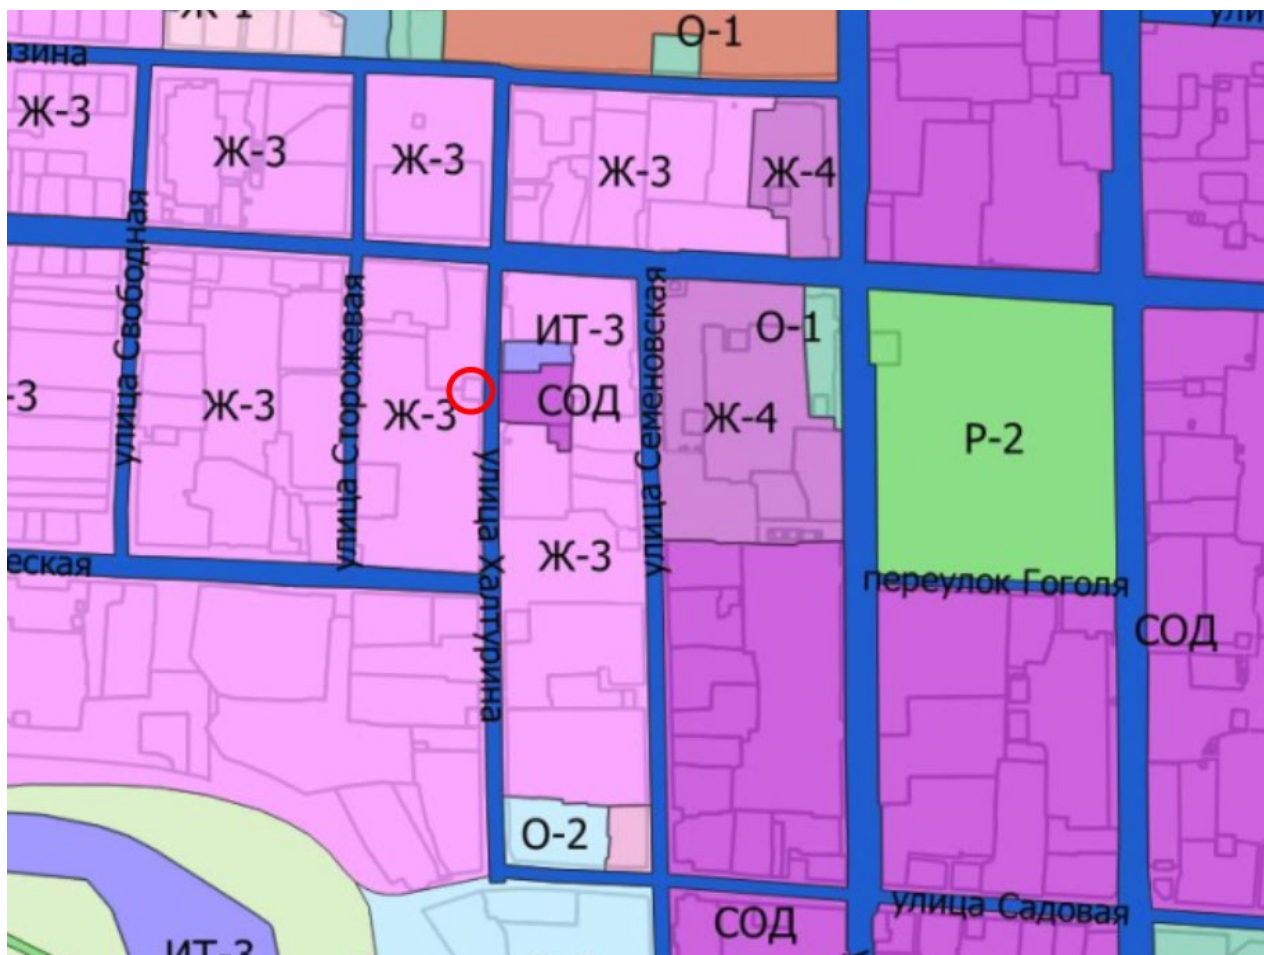 Ж-1
О-1
Ж-3
Ж-3
Ж-3
Ж-3
Ж-4
улица Свободная
улица Сторожевая
улица Семеновская
ИТ-3
О-1
-3
Ж-3
Ж-3
СОД
Ж-4
Р-2
улица Халтурина
Ж-3
переулок Гоголя
СОД
О-2
улица Садовая
СОД
ИТ-3